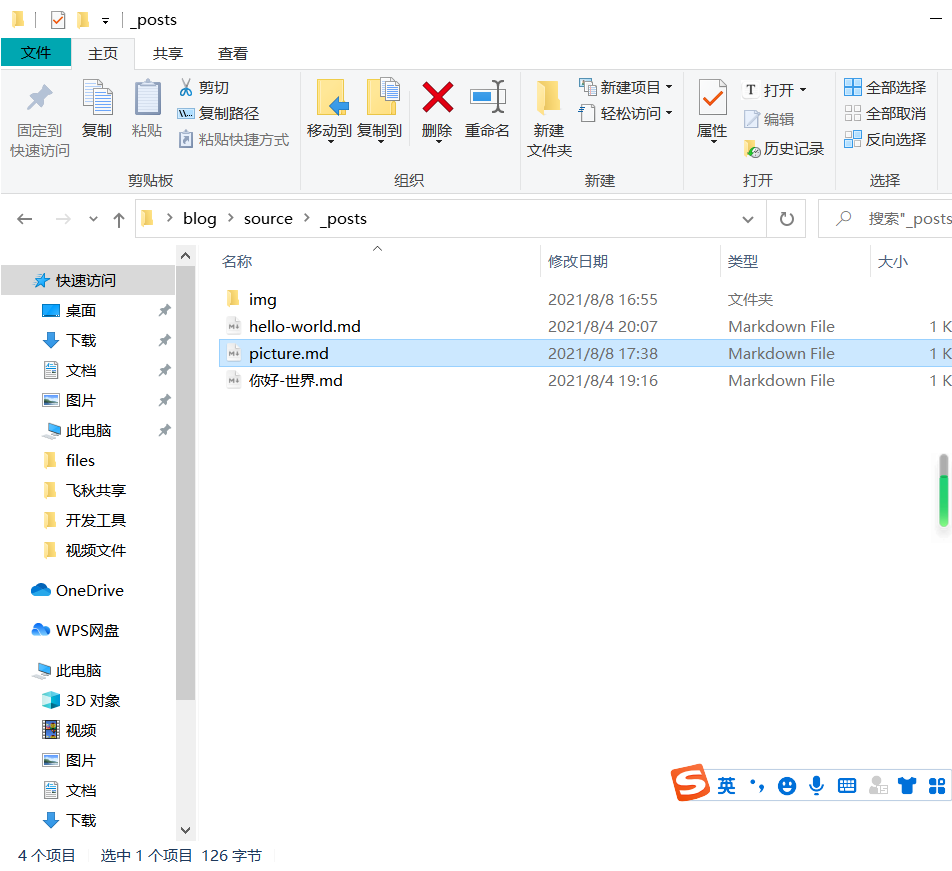 _posts
文件 主页 共享 查看
固定到快速访问
复制
粘贴
剪切
复制路径
粘贴快捷方式
剪贴板
移动到 复制到 删除 重命名
组织
新建文件夹
新建项目
轻松访问
新建
属性
打开
编辑
历史记录
打开
全部选择
全部取消
反向选择
选择
blog source _posts
搜索"_posts
名称 修改日期 类型 大小
img 2021/8/8 16:55 文件夹
hello-world.md 2021/8/4 20:07 Markdown File 1 K
picture.md 2021/8/8 17:38 Markdown File 1 K
你好-世界.md 2021/8/4 19:16 Markdown File 1 K
快速访问
桌面
下载
文档
图片
此电脑
files
飞秋共享
开发工具
视频文件
OneDrive
WPS网盘
此电脑
3D 对象
视频
图片
文档
下载
S 英
4 个项目 选中 1 个项目 126 字节